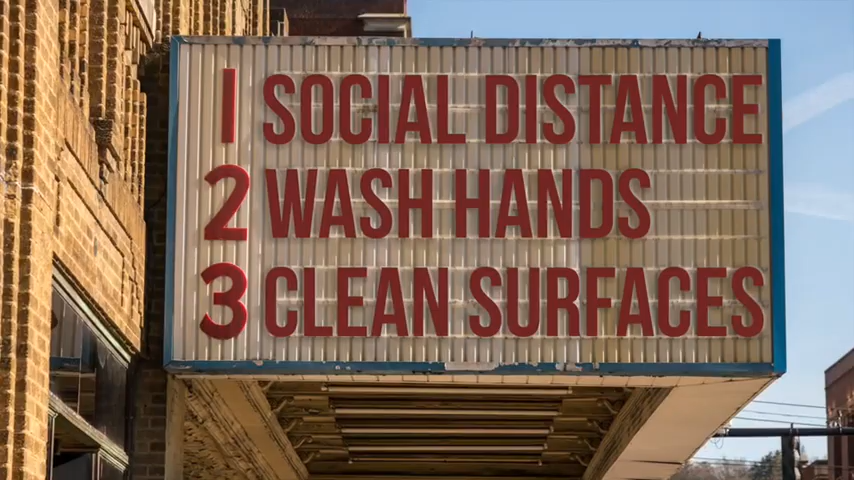 1 SOCIAL DISTANCE
2 WASH HANDS
3 CLEAN SURFACES